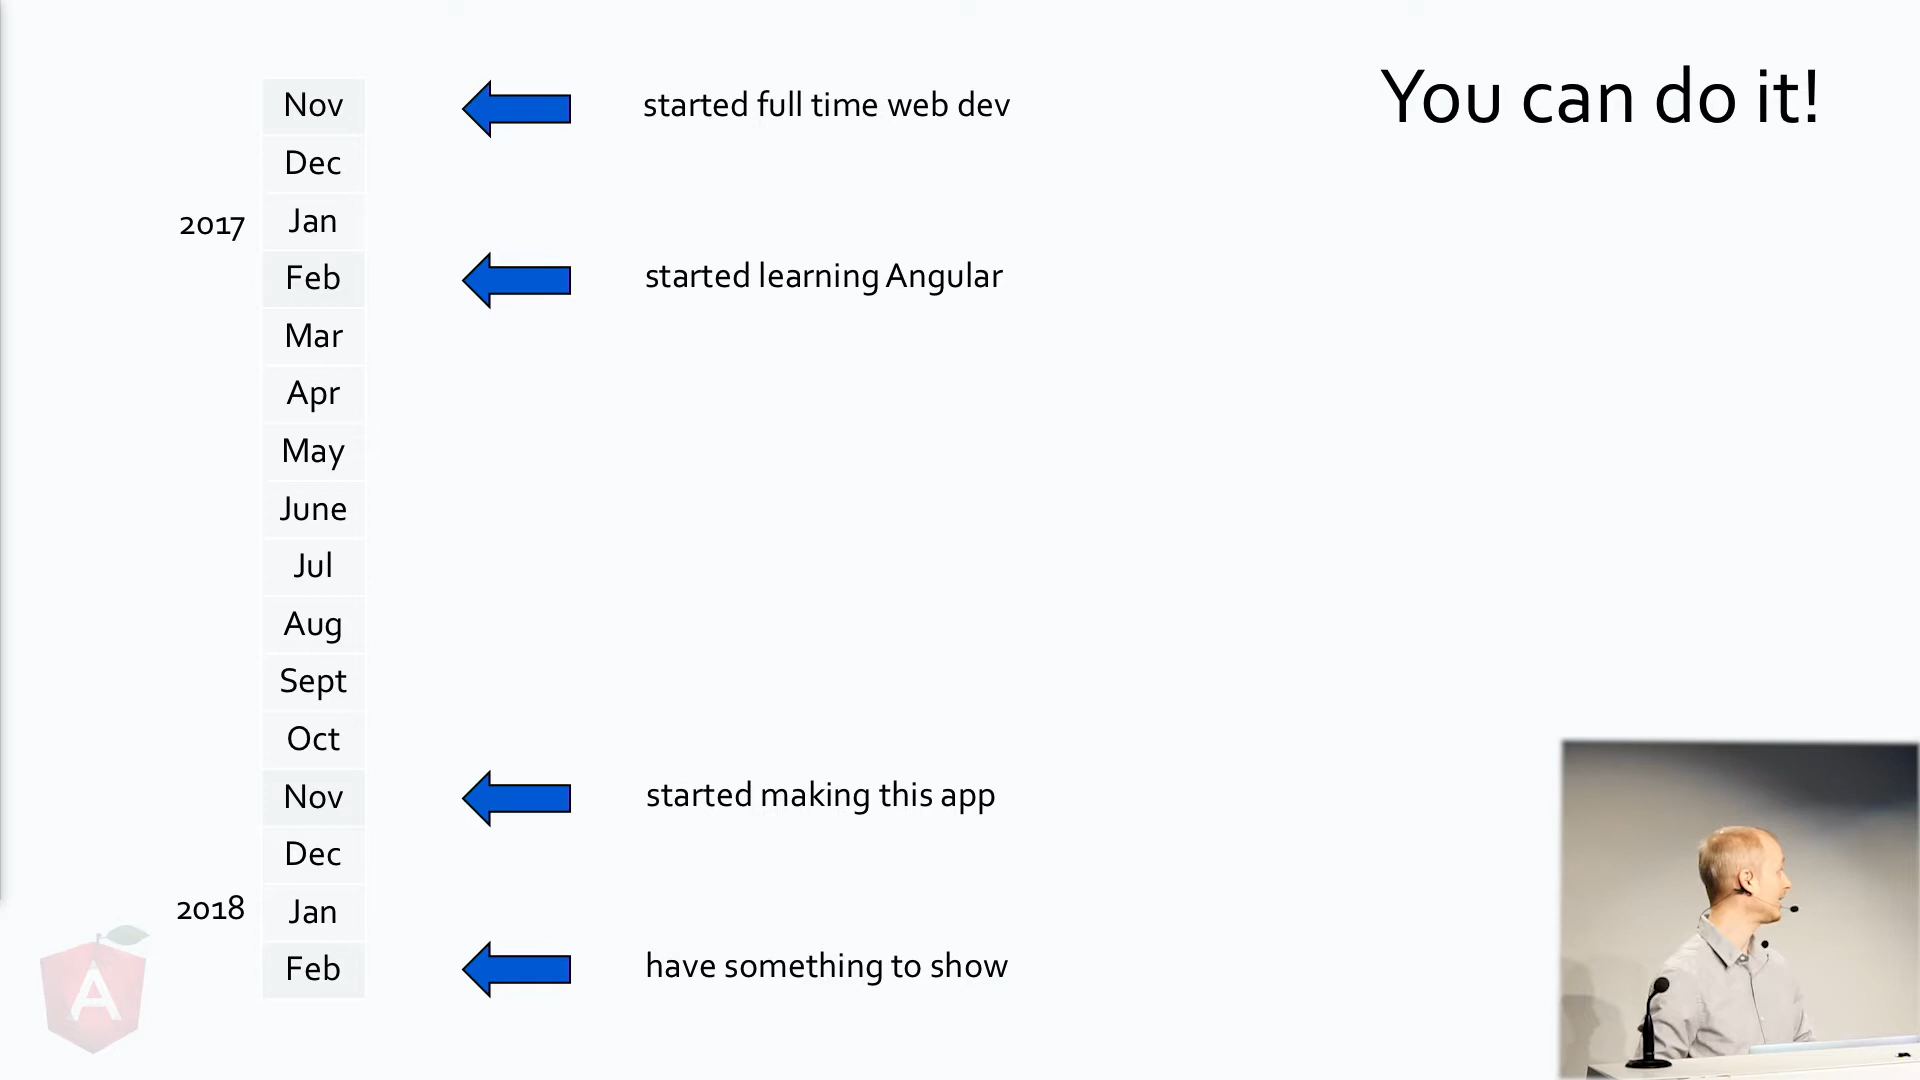 You can do it!
Nov started full time web dev
Dec
2017 Jan
Feb started learning Angular
Mar
Apr
May
June
Jul
Aug
Sept
Oct
Nov started making this app
Dec
2018 Jan
Feb have something to show
A